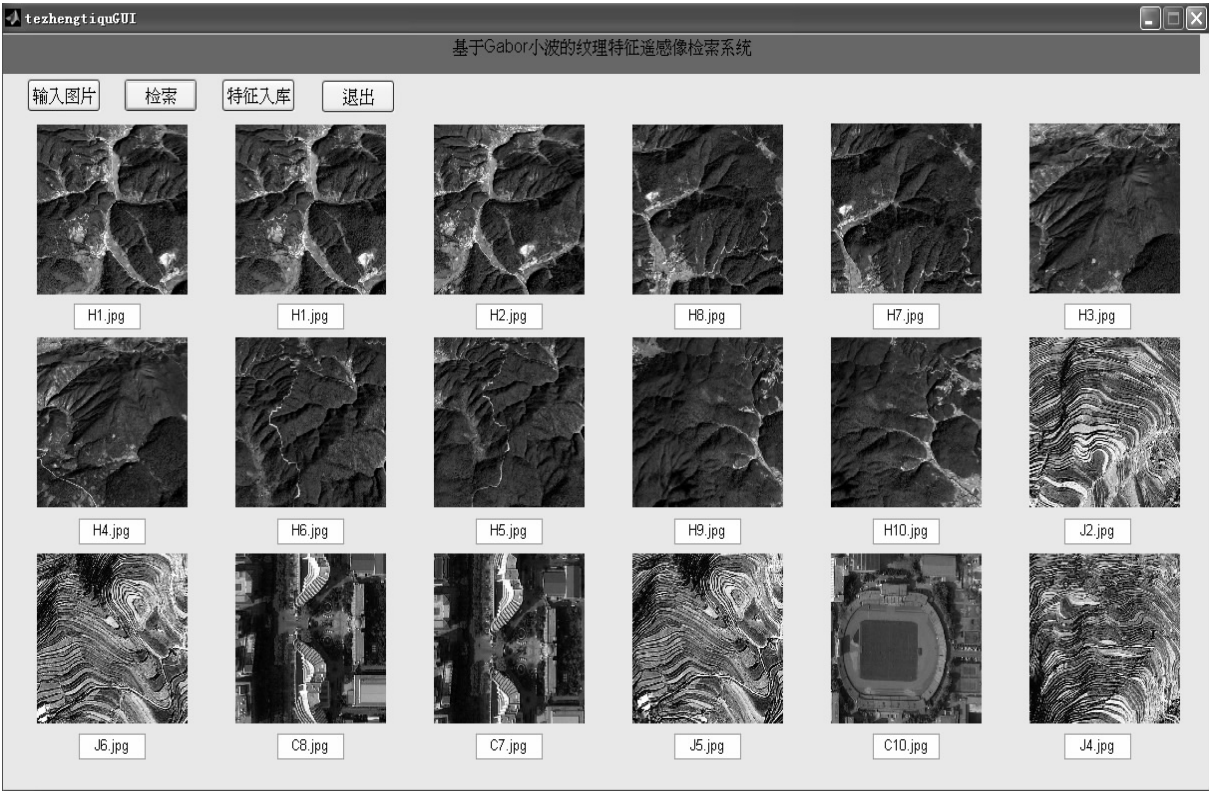 tezhengtiquGUI
基于Gabor小波的纹理特征遥感像检索系统
输入图片 检索 特征入库 退出
H1.jpg H1.jpg H2.jpg H8.jpg H7.jpg H3.jpg
H4.jpg H6.jpg H5.jpg H9.jpg H10.jpg J2.jpg
J6.jpg C8.jpg C7.jpg J5.jpg C10.jpg J4.jpg